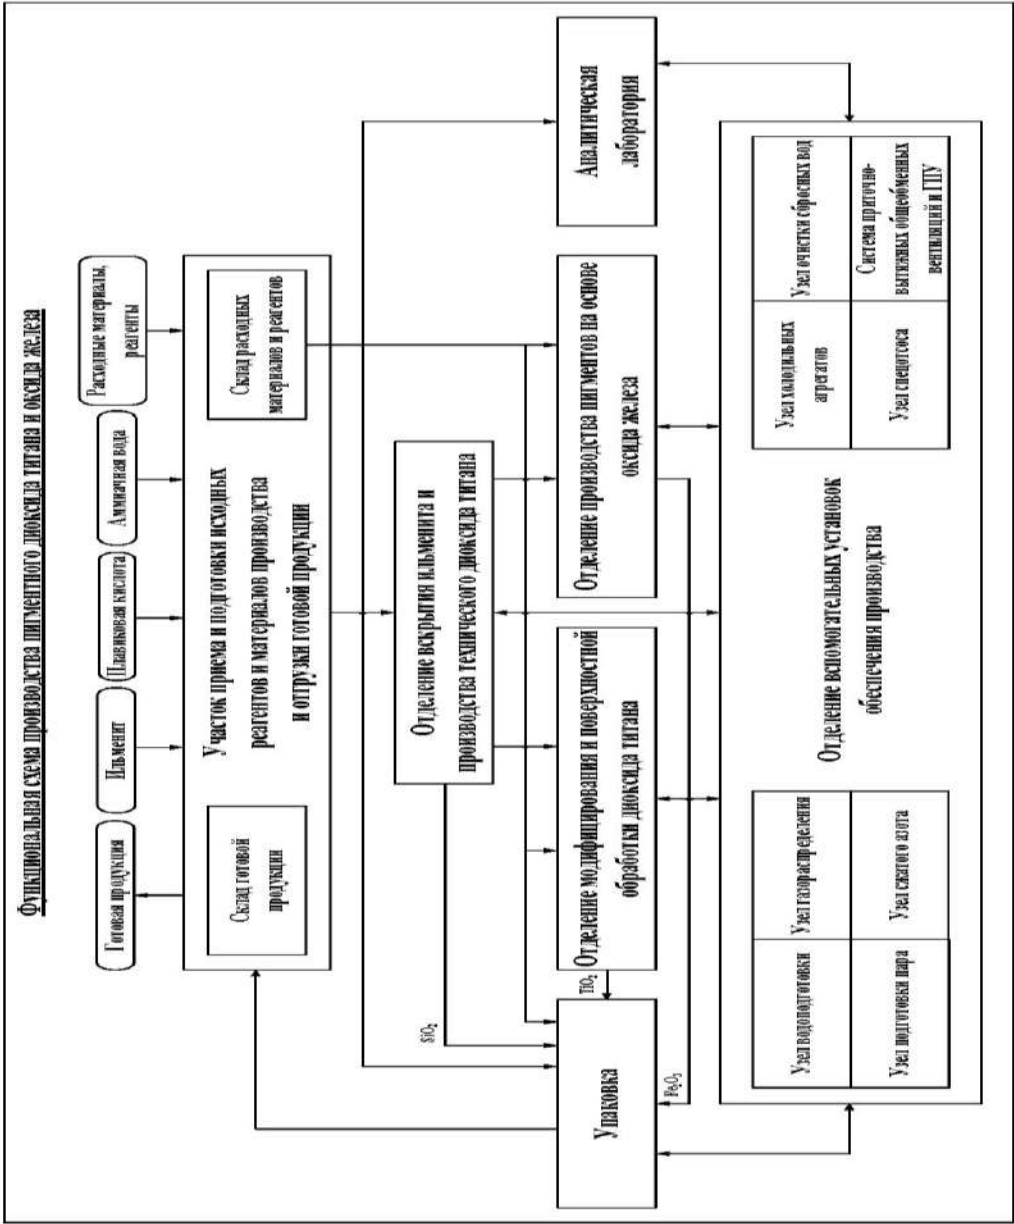 Функциональная схема производства пигментного диоксида титана и оксида железа
Готовая продукция
Ильменит
Плавиковая кислота
Аммиачная вода
Расходные материалы,
реагенты
Склад готовой
продукции
Участок приема и подготовки исходных
реагентов и материалов производства
и отгрузки готовой продукции
Склад расходных
материалов и реагентов
SiO2
Отделение вскрытия ильменита и
производства технического диоксида титана
Упаковка
TiO2
Fe2O3
Отделение модифицирования и поверхностной
обработки диоксида титана
Отделение производства пигментов на основе
оксида железа
Аналитическая
лаборатория
Узел водоподготовки
Узел газораспределения
Узел подготовки пара
Узел сжатого азота
Отделение вспомогательных установок
обеспечения производства
Узел холодильных
агрегатов
Узел очистки сбросных вод
Узел спецотсоса
Система приточно-
вытяжных общеобменных
вентиляций и ГПУ